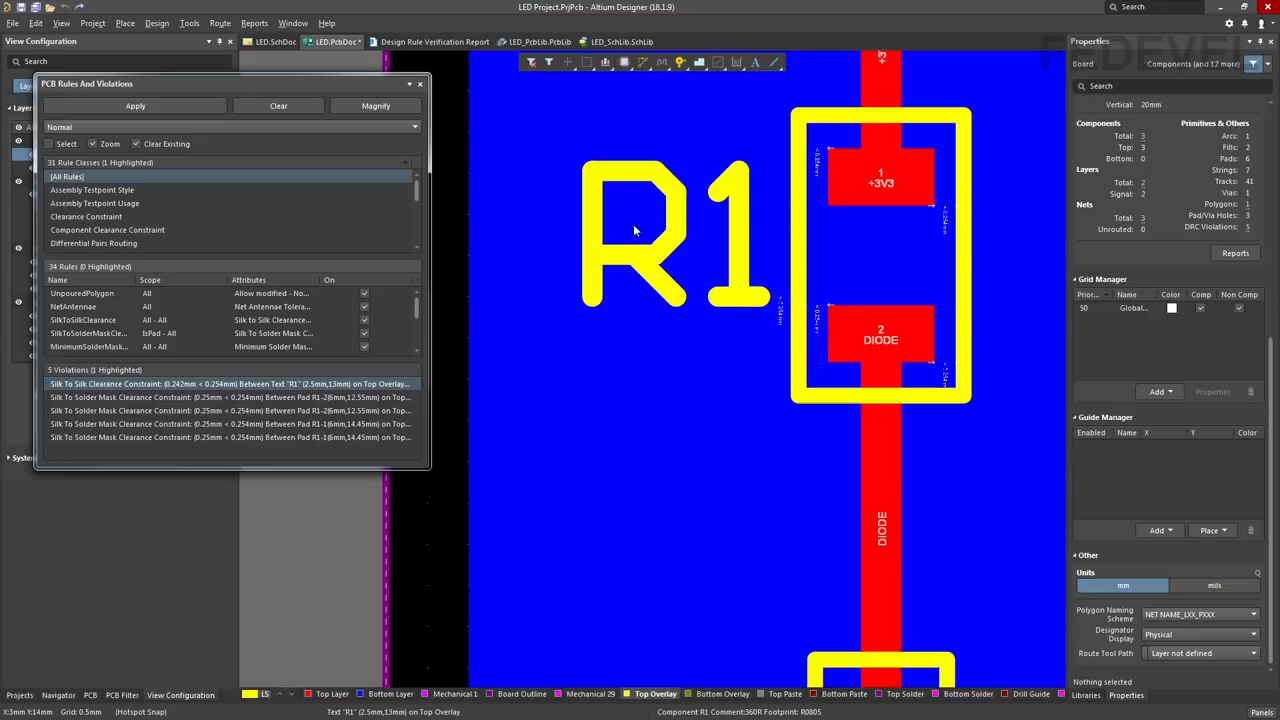 LED Project.PrjPcb - Altium Designer (18.1.9)
Search
File Edit View Project Place Design Tools Route Reports Window Help
View Configuration
LED.SchDoc LED.PcbDoc * Design Rule Verification Report LED_PcbLib.PcbLib LED_SchLib.SchLib
Properties
FEDEVEL
Search
Board Components (and 12 more)
PCB Rules And Violations
Search
Apply Clear Magnify
Vertical: 20mm
Normal
Select Zoom Clear Existing
Components Primitives & Others
Total: 3 Arcs: 1
Top: 3 Fills: 2
Bottom: 0 Pads: 6
Layers Strings: 7
Total: 2 Tracks: 41
Signal: 2 Vias: 1
Nets Polygons: 1
Total: 3 Pad/Via Holes: 3
Unrouted: 0 DRC Violations: 5
Reports
31 Rule Classes (1 Highlighted)
[All Rules]
Assembly Testpoint Style
Assembly Testpoint Usage
Clearance Constraint
Component Clearance Constraint
Differential Pairs Routing
34 Rules (0 Highlighted)
Name Scope Attributes On
UnpouredPolygon All Allow modified - No...
NetAntennae All Net Antennae Tolera...
SilkToSilkClearance All - All Silk to Silk Clearance...
SilkToSolderMaskCle... IsPad - All Silk To Solder Mask C...
MinimumSolderMask... All - All Minimum Solder Mas...
5 Violations (1 Highlighted)
Silk To Silk Clearance Constraint: (0.242mm < 0.254mm) Between Text "R1" (2.5mm,13mm) on Top Overlay...
Silk To Solder Mask Clearance Constraint: (0.25mm < 0.254mm) Between Pad R1-2(6mm,12.55mm) on Top...
Silk To Solder Mask Clearance Constraint: (0.25mm < 0.254mm) Between Pad R1-2(6mm,12.55mm) on Top...
Silk To Solder Mask Clearance Constraint: (0.25mm < 0.254mm) Between Pad R1-1(6mm,14.45mm) on Top...
Silk To Solder Mask Clearance Constraint: (0.25mm < 0.254mm) Between Pad R1-1(6mm,14.45mm) on Top...
+3V3
R1
1
+3V3
2
DIODE
DIODE
Grid Manager
Prior... Name Color Comp Non Comp
50 Global...
Add Properties
Guide Manager
Enabled Name X Y Color
Add Place
Other
Units
mm mils
Polygon Naming Scheme NET NAME_LXX_PXXX
Designator Display Physical
Route Tool Path Layer not defined
Nothing selected
LS Top Layer Bottom Layer Mechanical 1 Board Outline Mechanical 29 Top Overlay Bottom Overlay Top Paste Bottom Paste Top Solder Bottom Solder Drill Guide
Projects Navigator PCB PCB Filter View Configuration
Libraries Properties
X:3mm Y:14mm Grid: 0.5mm (Hotspot Snap) Text "R1" (2.5mm,13mm) on Top Overlay Component R1 Comment:360R Footprint: R0805 Panels